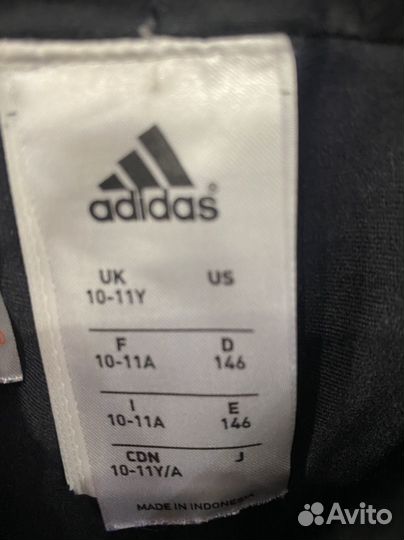 adidas
UK US
10-11Y
F D
10-11A 146
I E
10-11A 146
CDN J
10-11Y/A
MADE IN INDONESIA
Avito